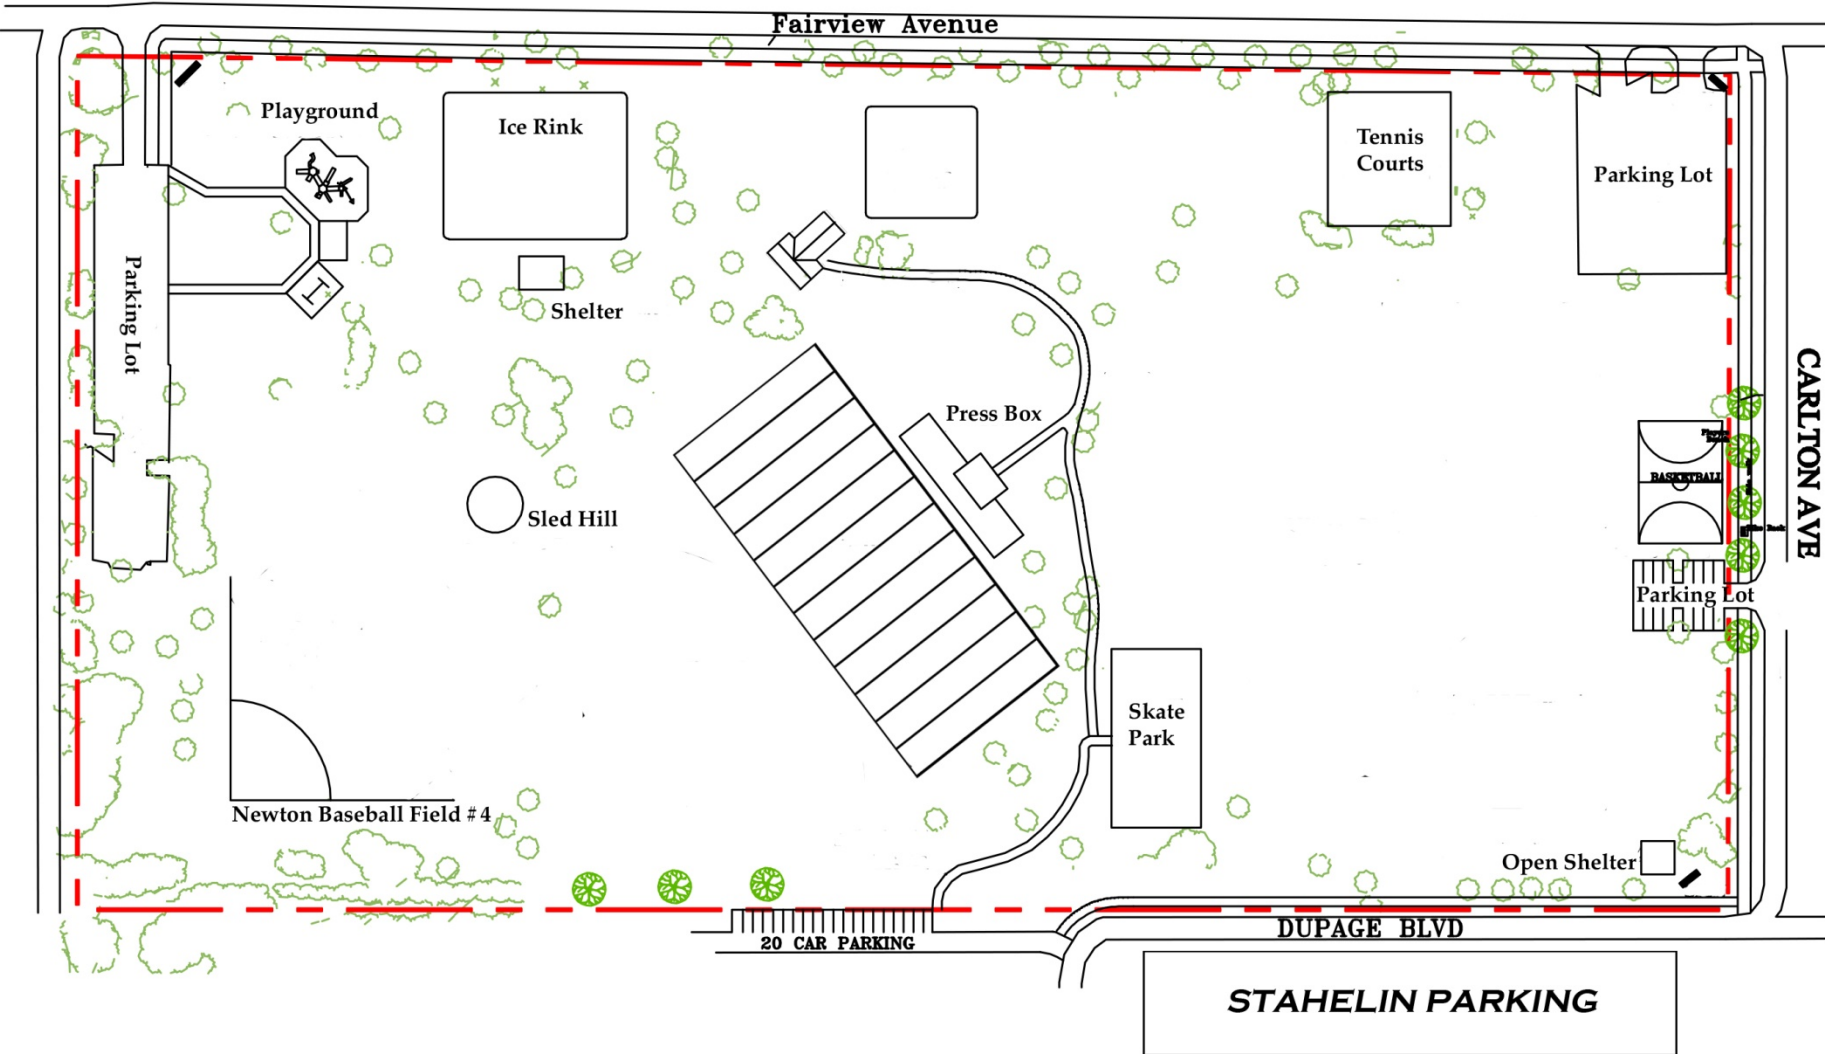 Fairview Avenue
Playground
Ice Rink
Tennis
Courts
Parking Lot
Parking Lot
Shelter
CARLTON AVE
Press Box
BASKETBALL
Sled Hill
Parking Lot
Skate
Park
Newton Baseball Field #4
Open Shelter
DUPAGE BLVD
20 CAR PARKING
STAHELIN PARKING